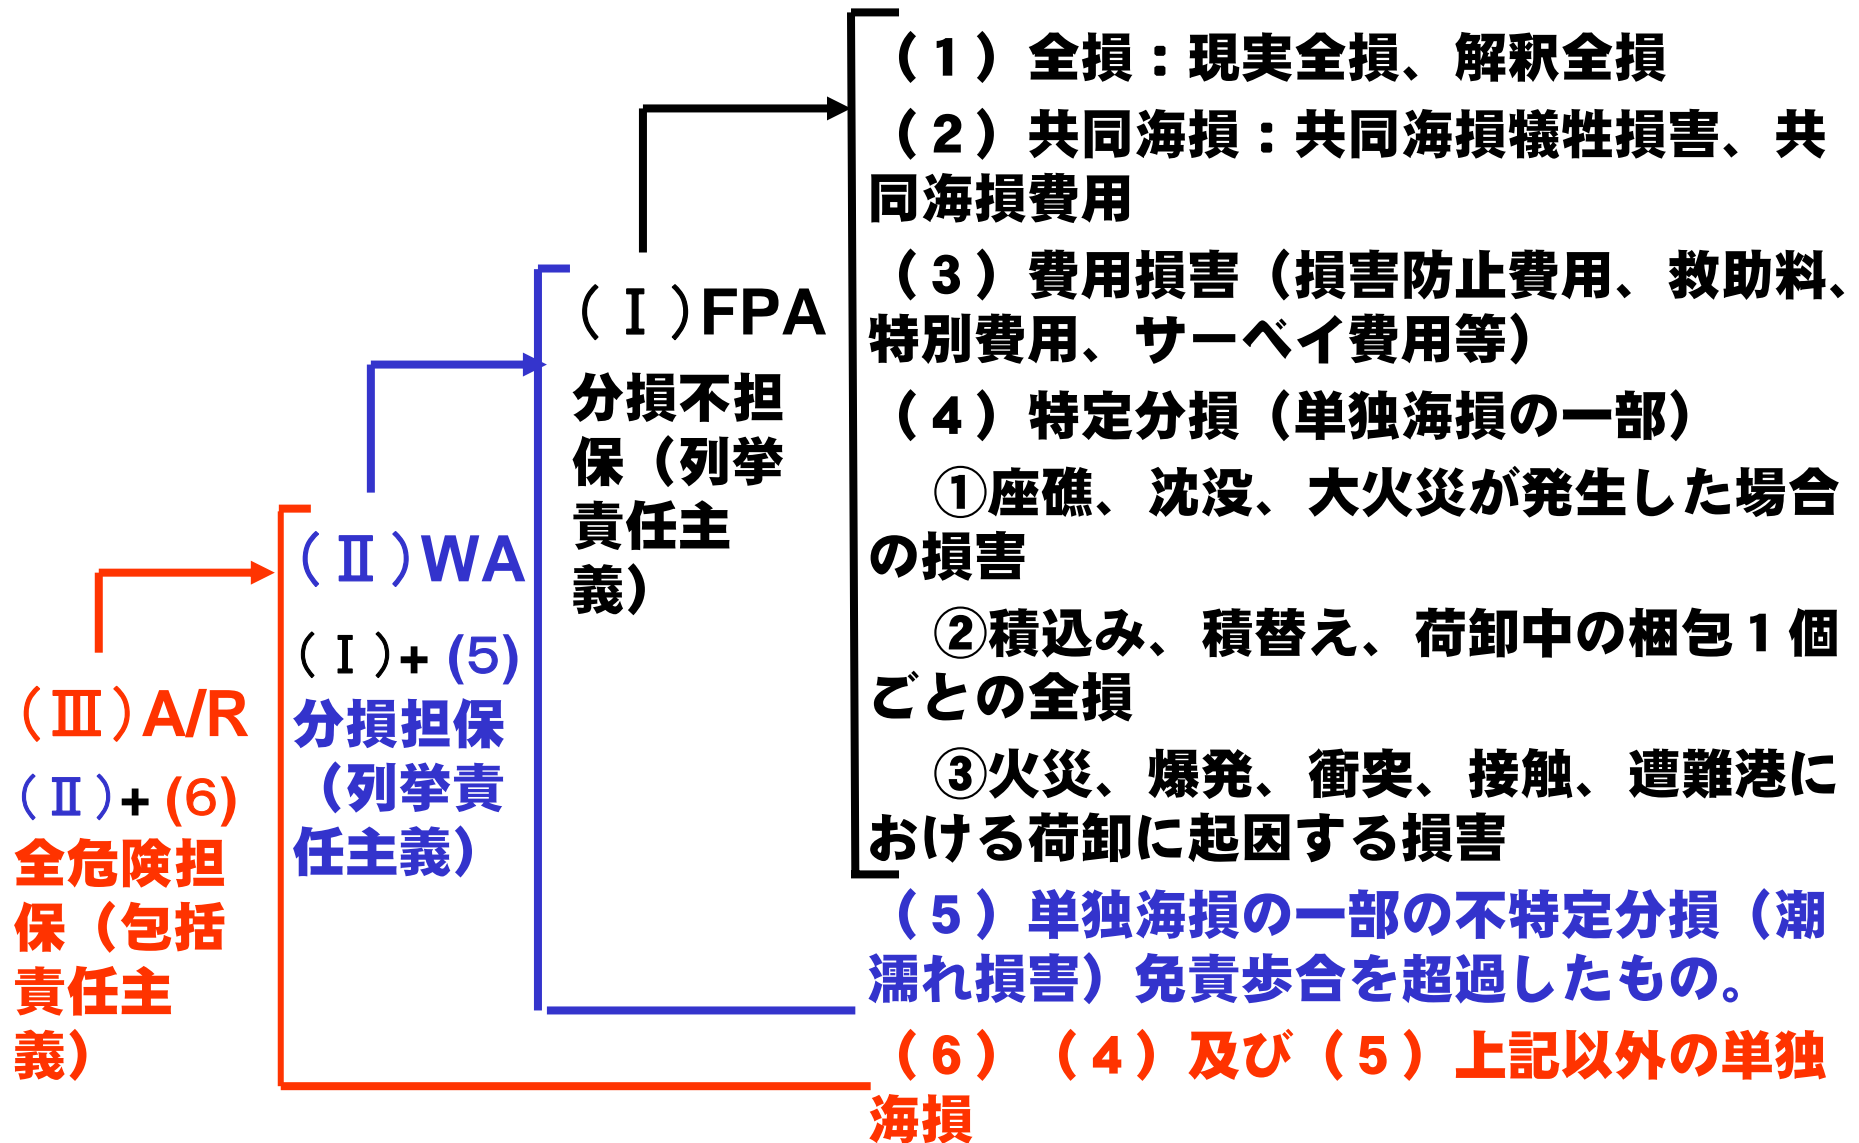 （１）全損：現実全損、解釈全損
（２）共同海損：共同海損犠牲損害、共
同海損費用
（３）費用損害（損害防止費用、救助料、
特別費用、サーベイ費用等）
（４）特定分損（単独海損の一部）
①座礁、沈没、大火災が発生した場合
の損害
②積込み、積替え、荷卸中の梱包１個
ごとの全損
③火災、爆発、衝突、接触、遭難港に
おける荷卸に起因する損害
（５）単独海損の一部の不特定分損（潮
濡れ損害）免責歩合を超過したもの。
（６）（４）及び（５）上記以外の単独
海損
（Ⅰ）FPA
分損不担
保（列挙
責任主
義）
（Ⅱ）WA
（Ⅰ）+（5）
分損担保
（列挙責
任主義）
（Ⅲ）A/R
（Ⅱ）+（6）
全危険担
保（包括
責任主
義）